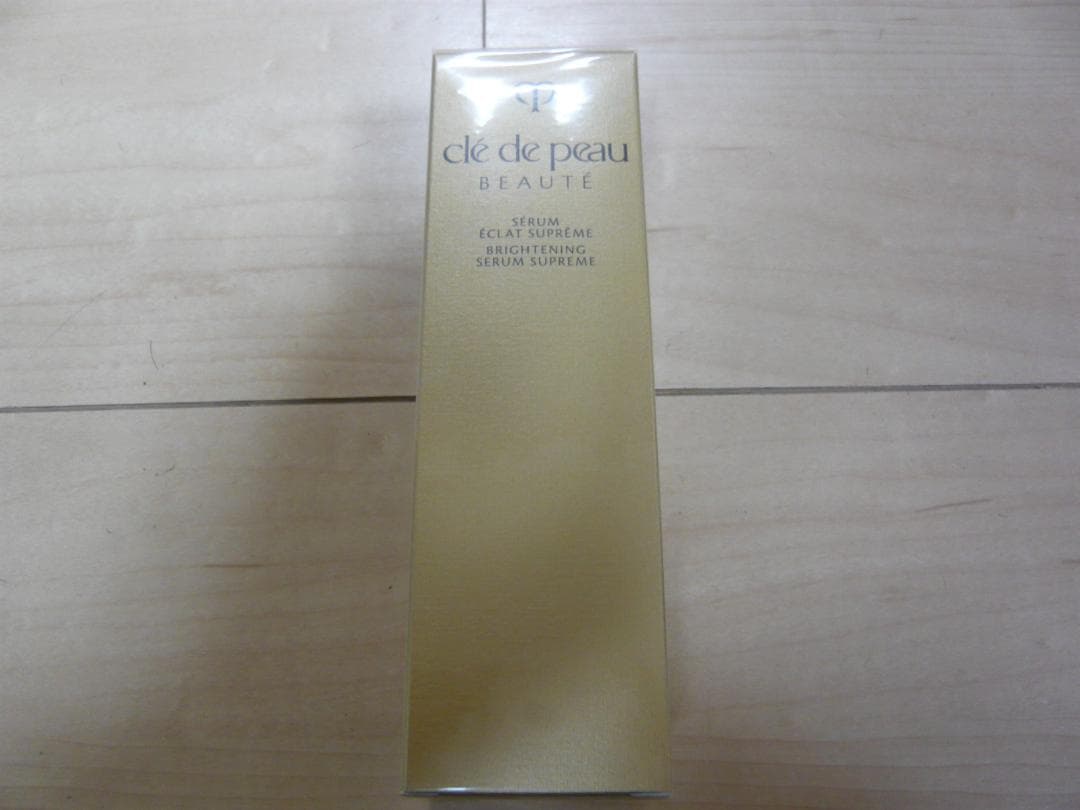 clé de peau
BEAUTÉ
SÉRUM
ÉCLAT SUPRÊME
BRIGHTENING
SERUM SUPREME